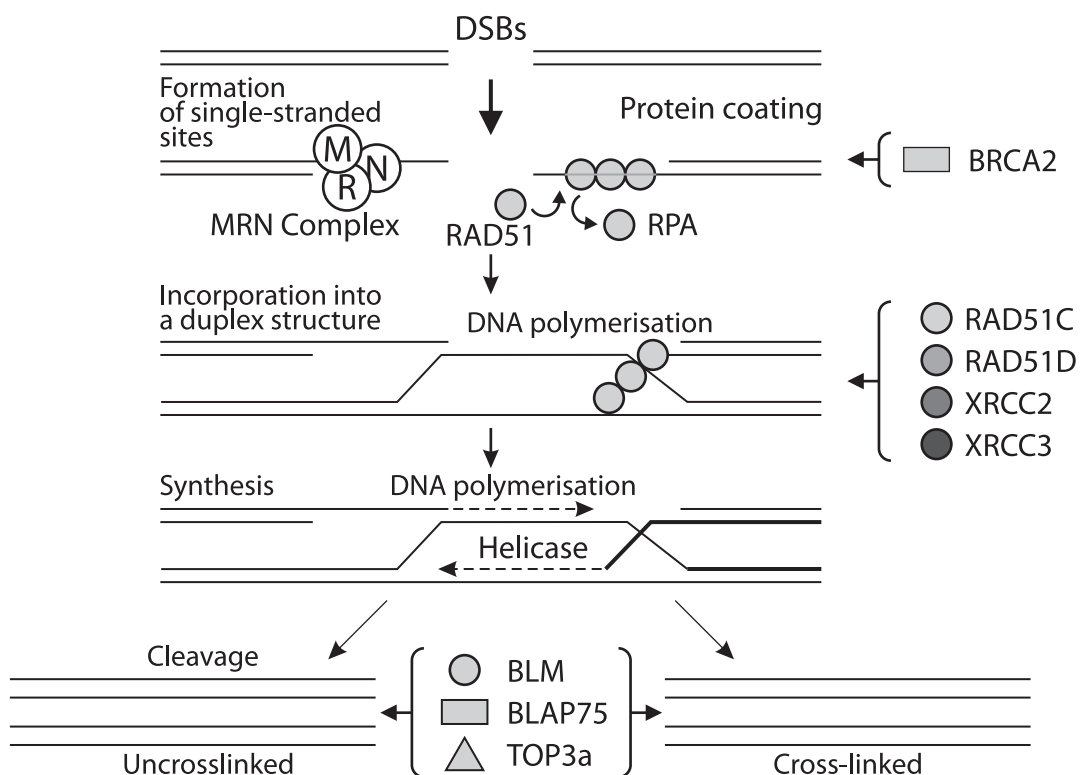 DSBs
Formation
of single-stranded
sites
Protein coating
M
N
R
BRCA2
MRN Complex
RAD51
RPA
Incorporation into
a duplex structure
DNA polymerisation
RAD51C
RAD51D
XRCC2
XRCC3
Synthesis
DNA polymerisation
Helicase
Cleavage
BLM
BLAP75
TOP3a
Uncrosslinked
Cross-linked